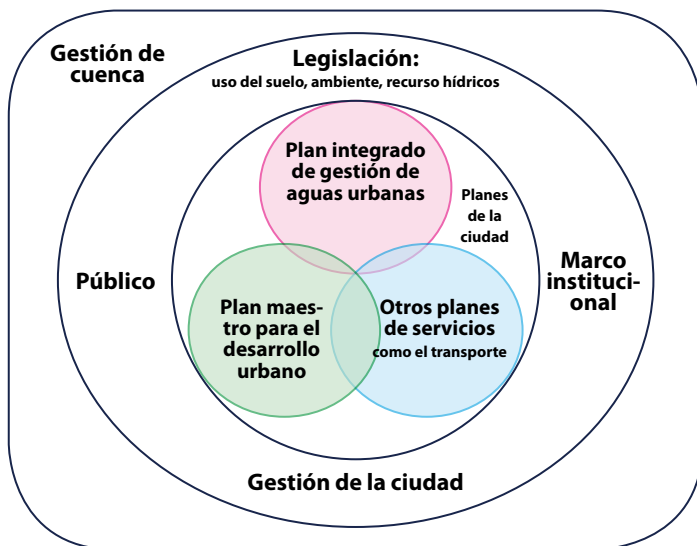 Gestión de
cuenca
Legislación:
uso del suelo, ambiente, recurso hídricos
Plan integrado
de gestión de
aguas urbanas
Planes
de la
ciudad
Público
Marco
instituci-
onal
Plan maes-
tro para el
desarrollo
urbano
Otros planes
de servicios
como el transporte
Gestión de la ciudad